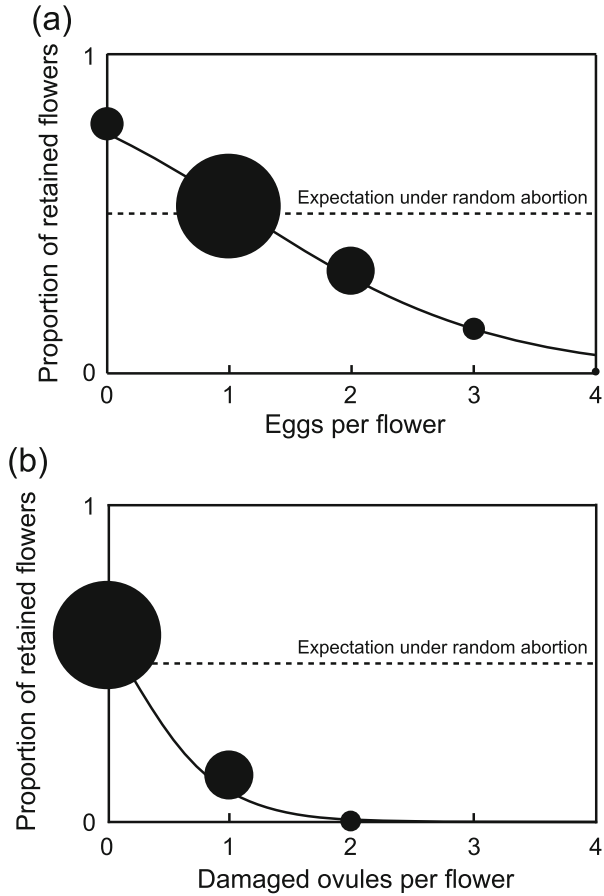 (a)
Proportion of retained flowers
1
0
Expectation under random abortion
0 1 2 3 4
Eggs per flower
(b)
Proportion of retained flowers
1
0
Expectation under random abortion
0 1 2 3 4
Damaged ovules per flower